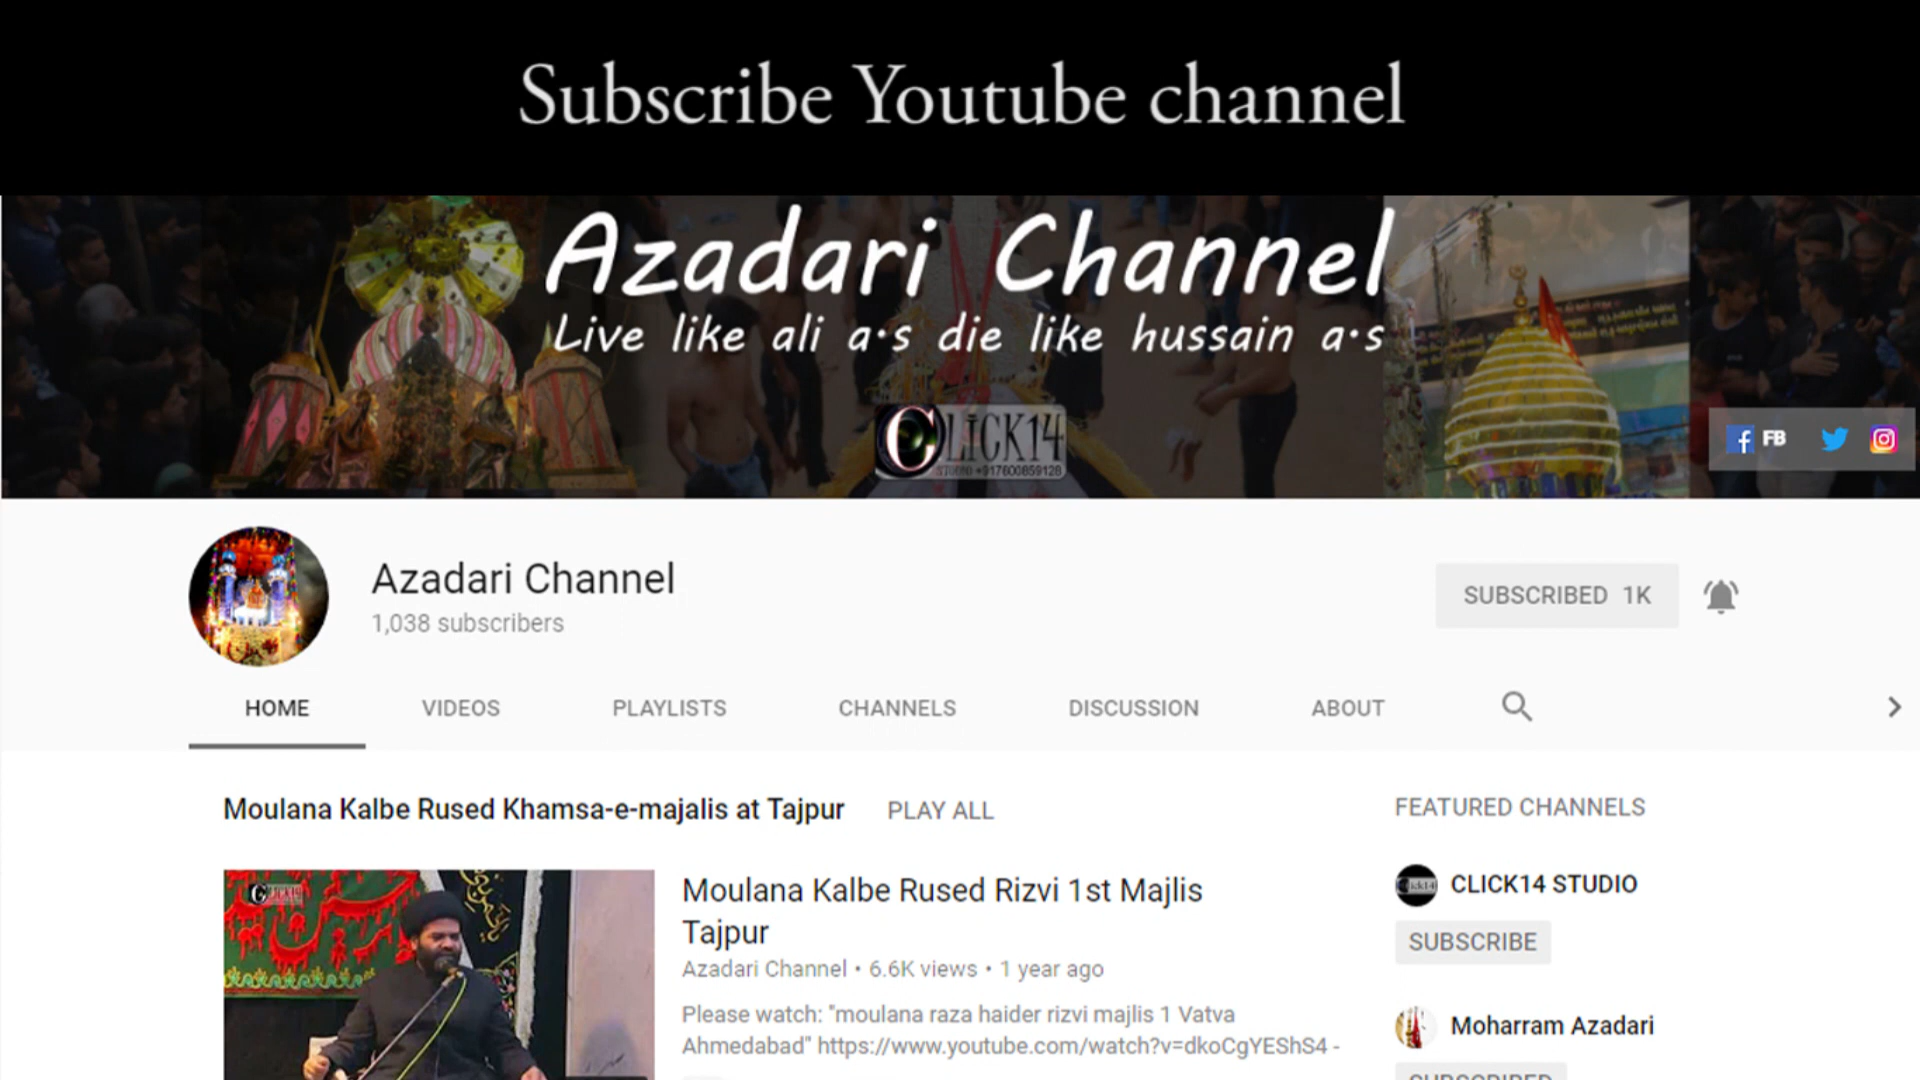 Subscribe Youtube channel
Azadari Channel
Live like ali a.s die like hussain a.s
CLICK14
STUDIO +917600859128
FB
Azadari Channel
1,038 subscribers
SUBSCRIBED 1K
HOME VIDEOS PLAYLISTS CHANNELS DISCUSSION ABOUT
Moulana Kalbe Rused Khamsa-e-majalis at Tajpur PLAY ALL
Moulana Kalbe Rused Rizvi 1st Majlis
Tajpur
Azadari Channel • 6.6K views • 1 year ago
Please watch: "moulana raza haider rizvi majlis 1 Vatva
Ahmedabad" https://www.youtube.com/watch?v=dkoCgYEShS4 -
FEATURED CHANNELS
CLICK14 STUDIO
SUBSCRIBE
Moharram Azadari
SUBSCRIBED